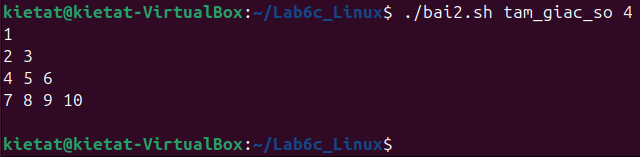 kietat@kietat-VirtualBox:~/Lab6c_Linux$ ./bai2.sh tam_giac_so 4
1
2 3
4 5 6
7 8 9 10
kietat@kietat-VirtualBox:~/Lab6c_Linux$